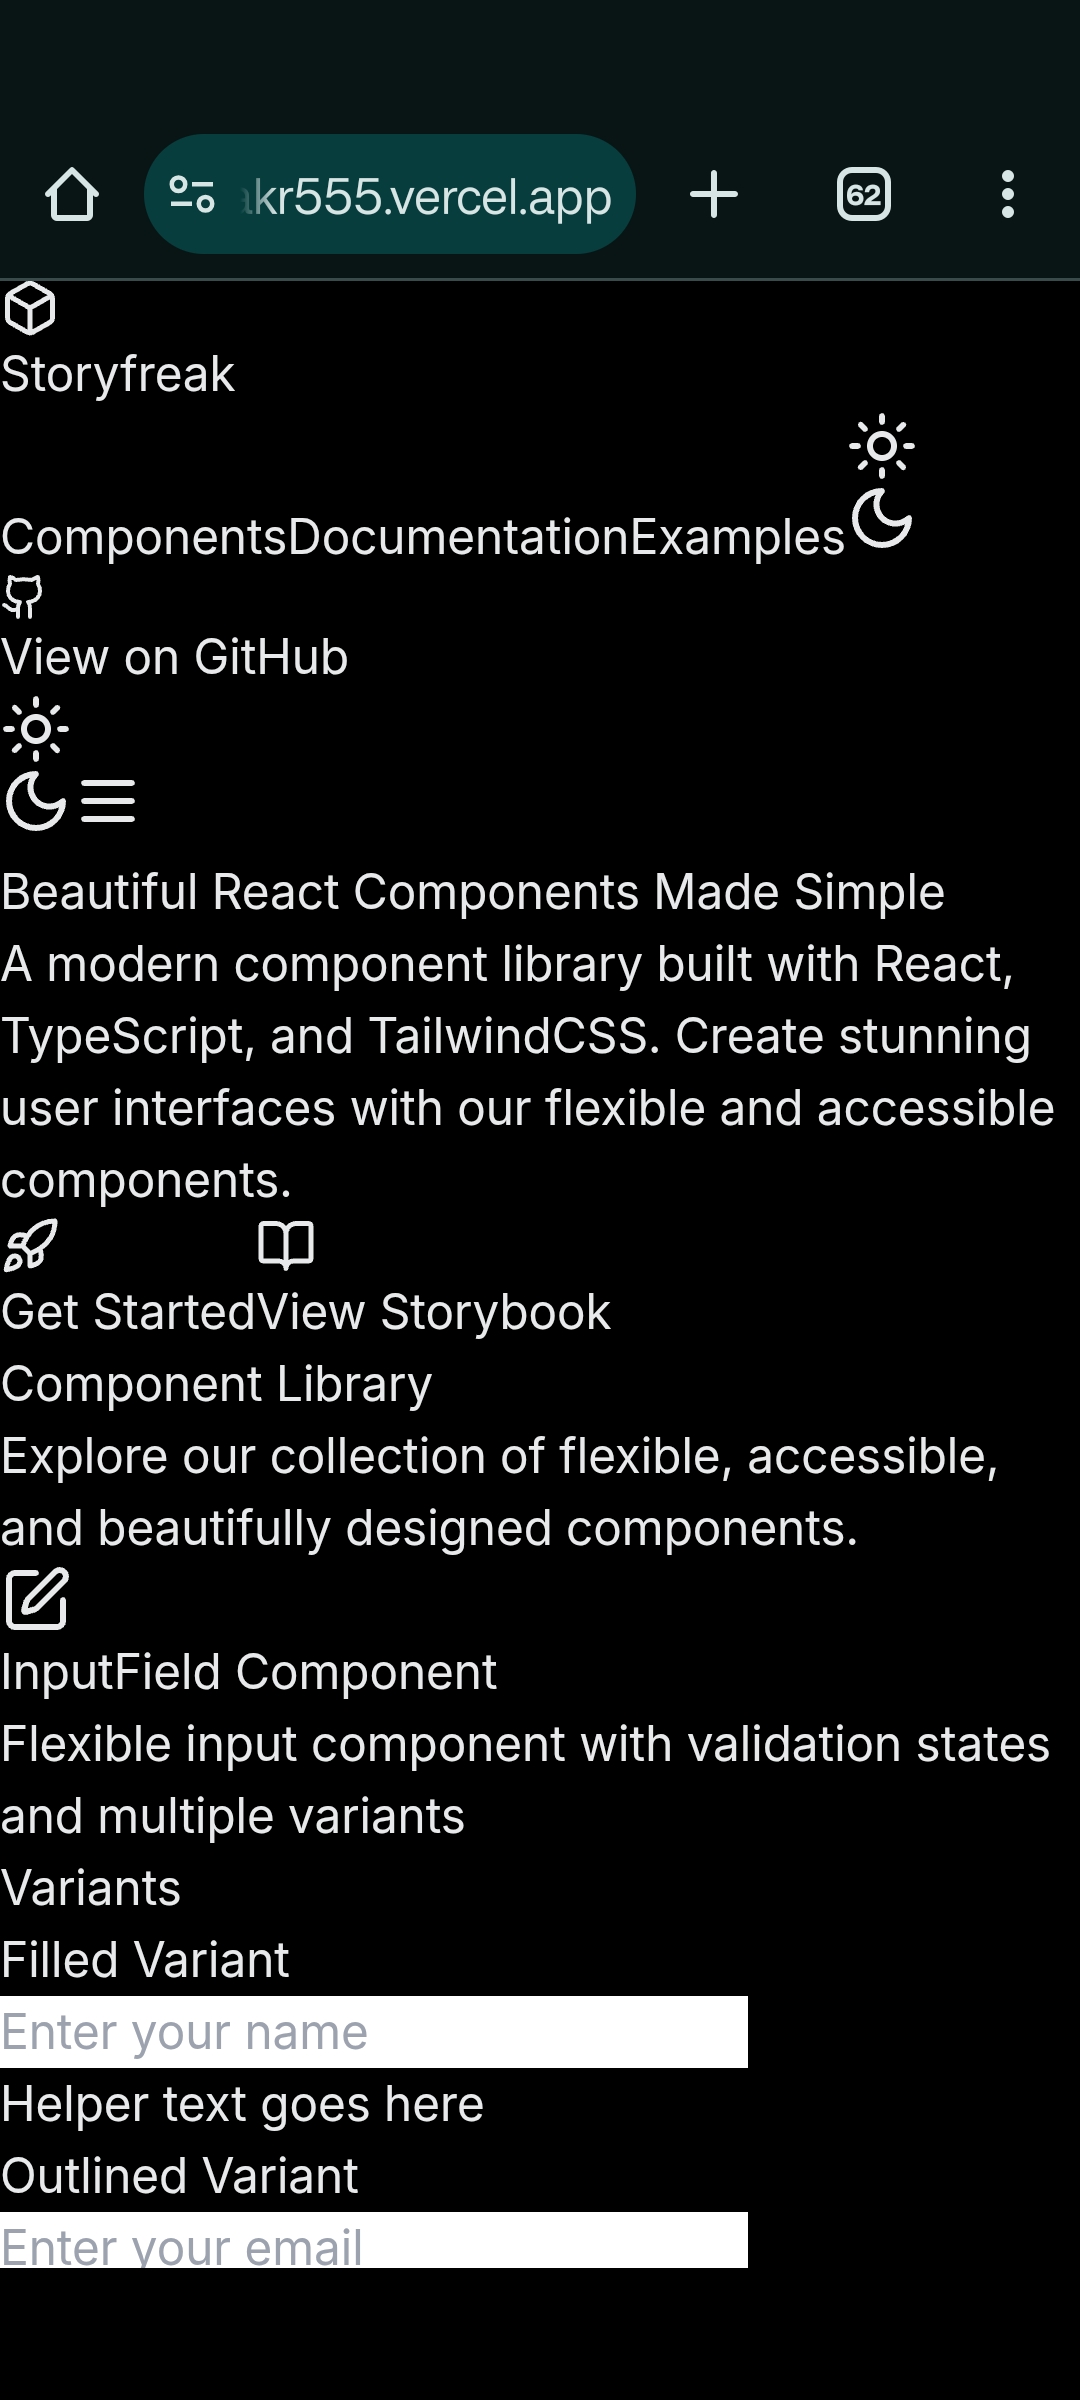 akr555.vercel.app
62
Storyfreak
ComponentsDocumentationExamples
View on GitHub
Beautiful React Components Made Simple
A modern component library built with React,
TypeScript, and TailwindCSS. Create stunning
user interfaces with our flexible and accessible
components.
Get StartedView Storybook
Component Library
Explore our collection of flexible, accessible,
and beautifully designed components.
InputField Component
Flexible input component with validation states
and multiple variants
Variants
Filled Variant
Enter your name
Helper text goes here
Outlined Variant
Enter your email